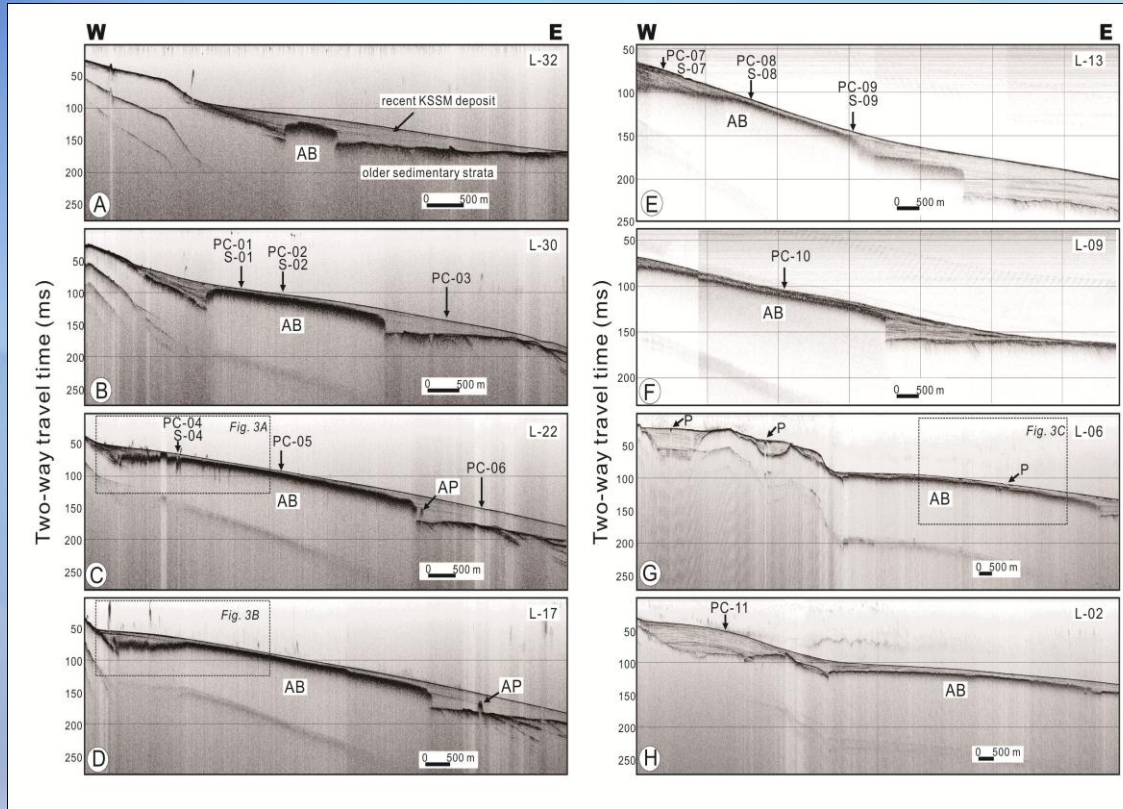 W E
Two-way travel time (ms)
L-32
50
100
150
200
250
recent KSSM deposit
AB
older sedimentary strata
0 500 m
A
L-30
50
100
150
200
250
PC-01
S-01
PC-02
S-02
PC-03
AB
0 500 m
B
L-22
50
100
150
200
250
PC-04
S-04
Fig. 3A
PC-05
PC-06
AP
AB
0 500 m
C
L-17
50
100
150
200
250
Fig. 3B
AB
AP
0 500 m
D
W E
Two-way travel time (ms)
L-13
50
100
150
200
250
PC-07
S-07
PC-08
S-08
PC-09
S-09
AB
0 500 m
E
L-09
50
100
150
200
PC-10
AB
0 500 m
F
L-06
50
100
150
200
250
P
P
Fig. 3C
P
AB
0 500 m
G
L-02
50
100
150
200
250
PC-11
AB
0 500 m
H